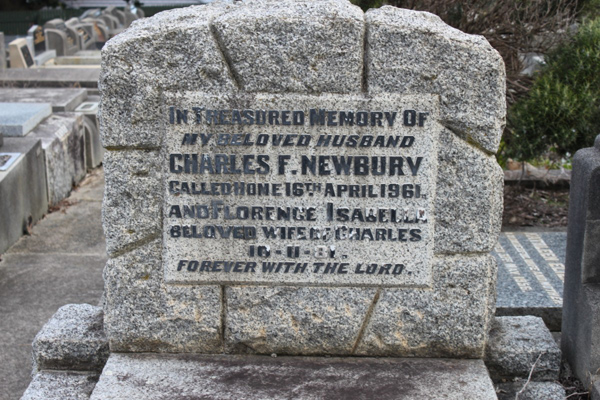 IN TREASURED MEMORY OF
MY BELOVED HUSBAND
CHARLES F. NEWBURY
CALLED HOME 16TH APRIL 1961.
AND FLORENCE ISABELLA
BELOVED WIFE OF CHARLES
FOREVER WITH THE LORD.